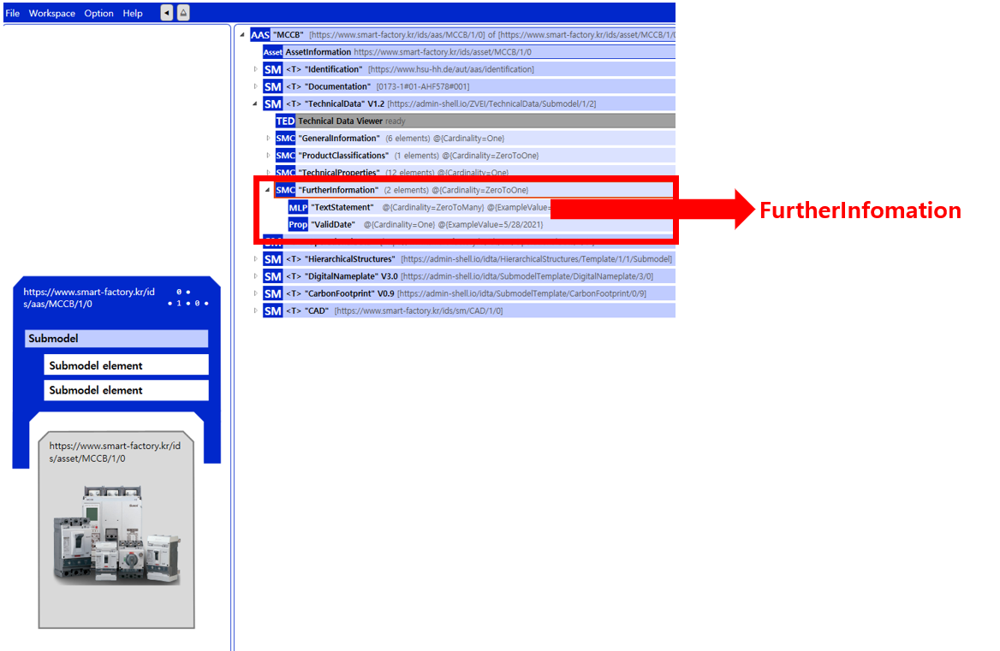 File Workspace Option Help
AAS "MCCB" [https://www.smart-factory.kr/ids/aas/MCCB/1/0] of [https://www.smart-factory.kr/ids/asset/MCCB/1/0
Asset AssetInformation https://www.smart-factory.kr/ids/asset/MCCB/1/0
SM <T> "Identification" [https://www.hsu-hh.de/aut/aas/identification]
SM <T> "Documentation" [0173-1#01-AHF578#001]
SM <T> "TechnicalData" V1.2 [https://admin-shell.io/ZVEI/TechnicalData/Submodel/1/2]
TED Technical Data Viewer ready
SMC "GeneralInformation" (6 elements) @{Cardinality=One}
SMC "ProductClassifications" (1 elements) @{Cardinality=ZeroToOne}
SMC "TechnicalProperties" (12 elements) @{Cardinality=One}
SMC "FurtherInformation" (2 elements) @{Cardinality=ZeroToOne}
MLP "TextStatement" @{Cardinality=ZeroToMany} @{ExampleValue=
Prop "ValidDate" @{Cardinality=One} @{ExampleValue=5/28/2021}
FurtherInfomation
SM <T> "HierarchicalStructures" [https://admin-shell.io/idta/HierarchicalStructures/Template/1/1/Submodel]
SM <T> "DigitalNameplate" V3.0 [https://admin-shell.io/idta/SubmodelTemplate/DigitalNameplate/3/0]
SM <T> "CarbonFootprint" V0.9 [https://admin-shell.io/idta/SubmodelTemplate/CarbonFootprint/0/9]
SM <T> "CAD" [https://www.smart-factory.kr/ids/sm/CAD/1/0]
https://www.smart-factory.kr/id
s/aas/MCCB/1/0
0
1 0
Submodel
Submodel element
Submodel element
https://www.smart-factory.kr/id
s/asset/MCCB/1/0